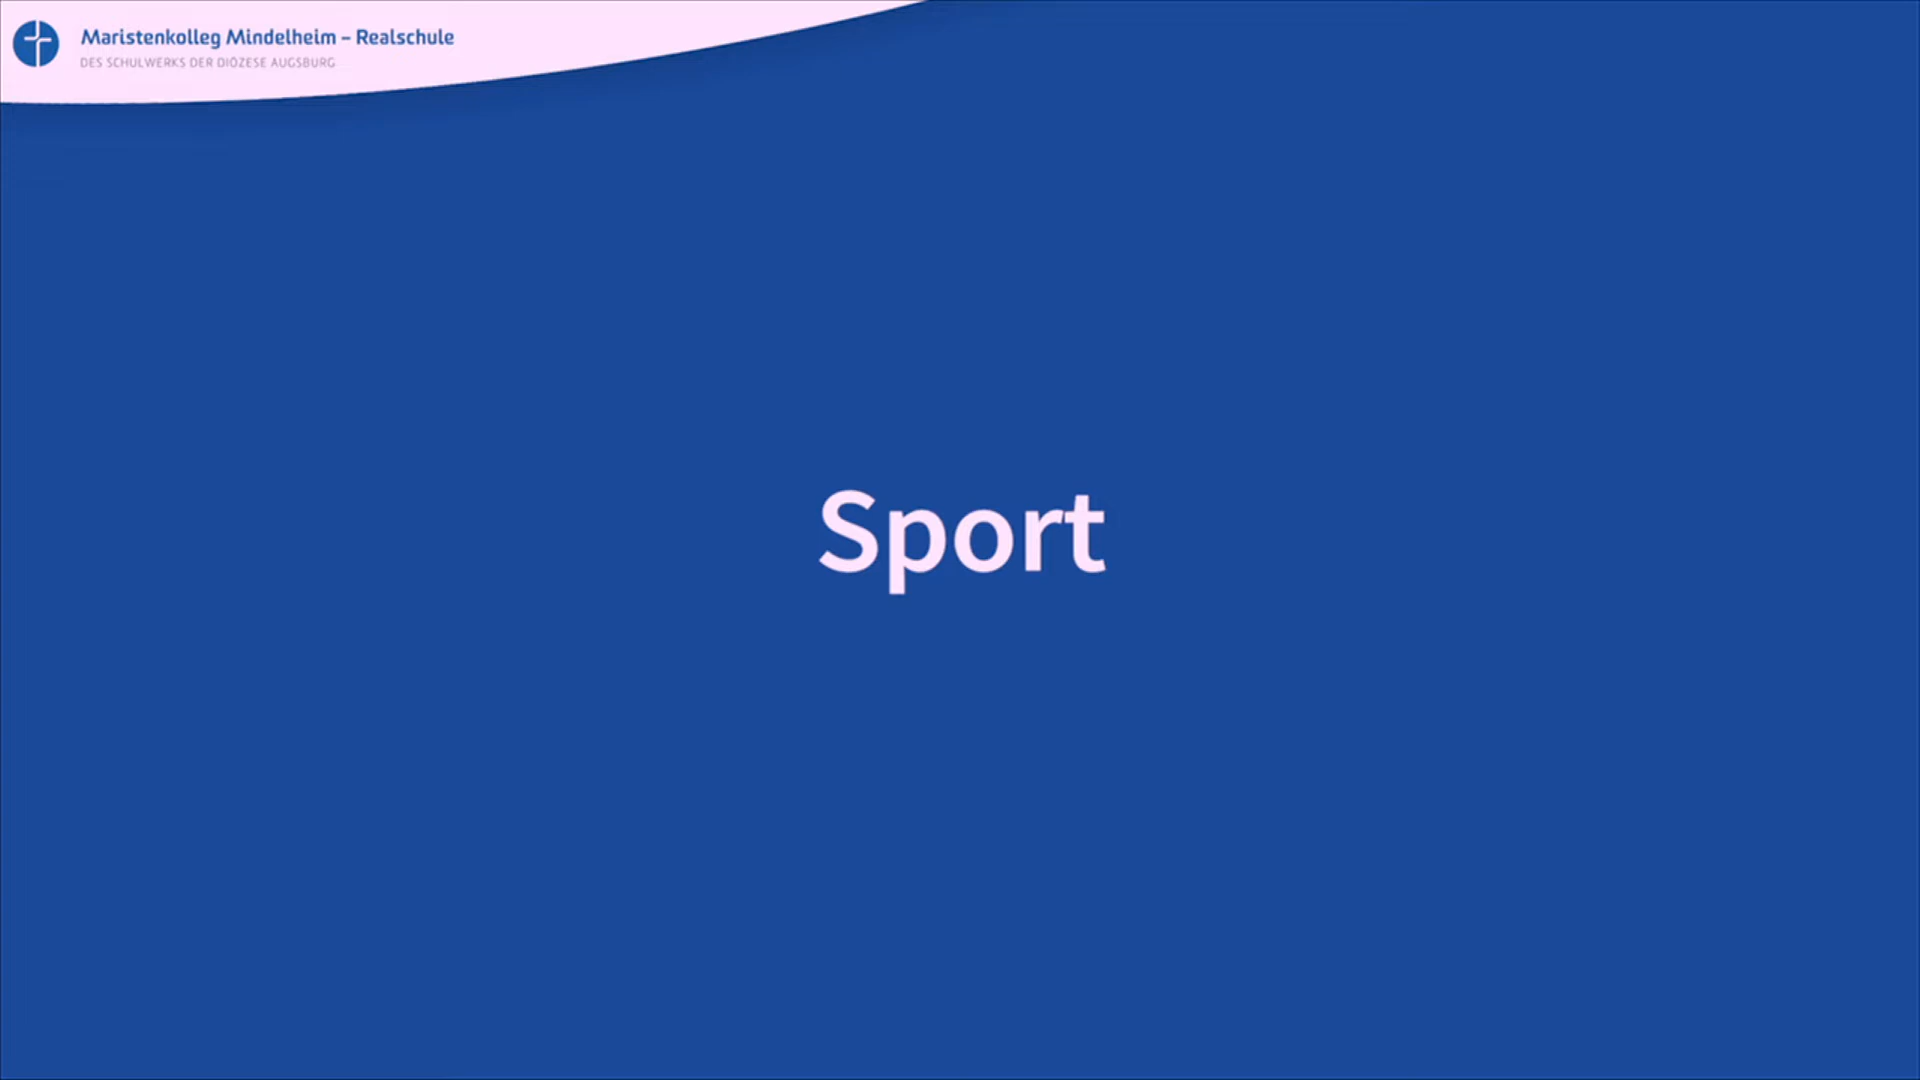 Maristenkolleg Mindelheim – Realschule
DES SCHULWERKS DER DIÖZESE AUGSBURG
Sport